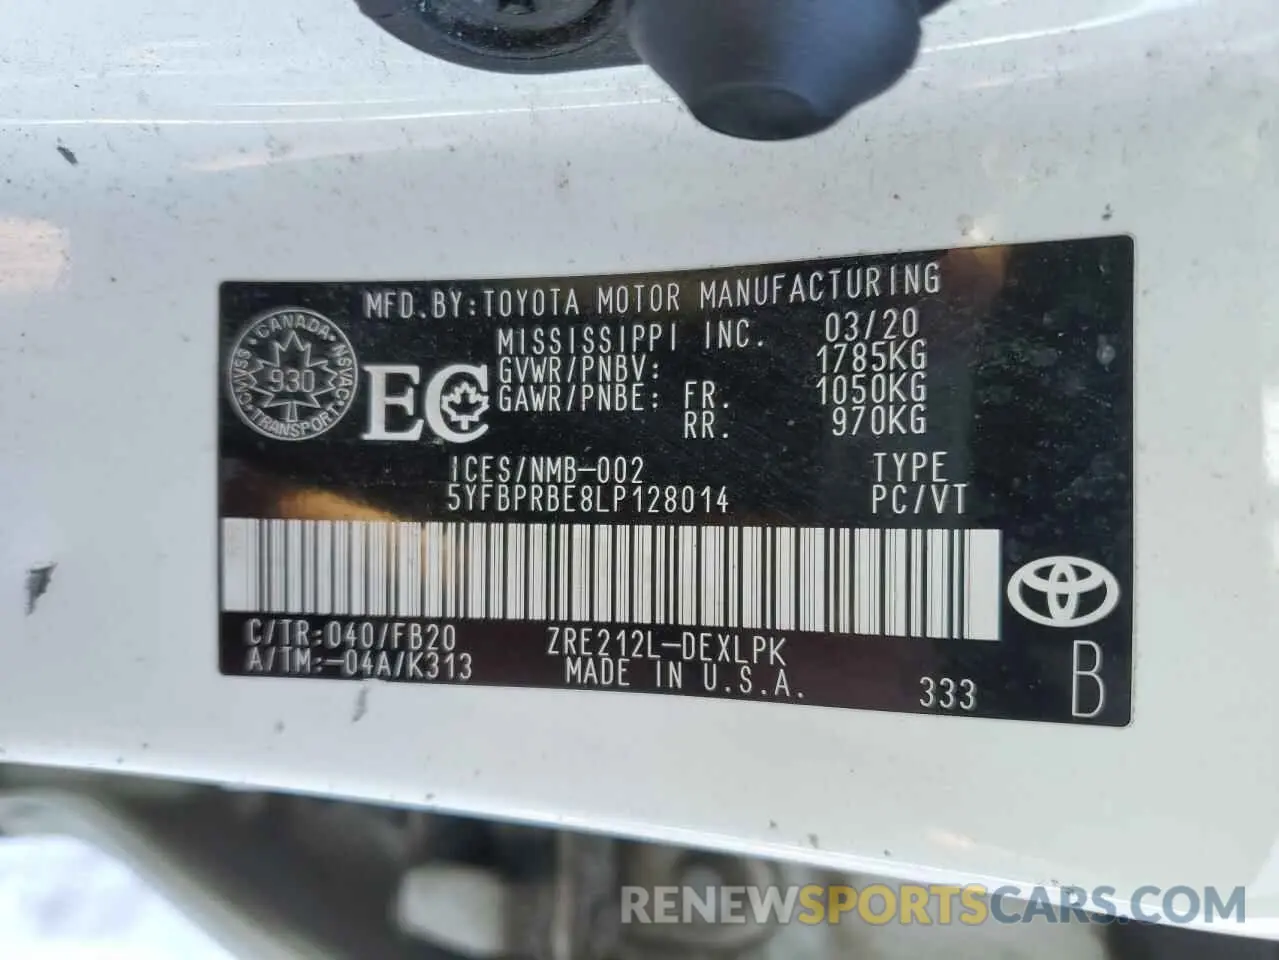 MFD.BY:TOYOTA MOTOR MANUFACTURING
MISSISSIPPI INC. 03/20
GVWR/PNBV: 1785KG
GAWR/PNBE: FR. 1050KG
RR. 970KG
CANADA
NSVAC
TRANSPORT
CMVSS
930
EC
ICES/NMB-002 TYPE
5YFBPRBE8LP128014 PC/VT
C/TR:040/FB20 ZRE212L-DEXLPK
A/TM:-04A/K313 MADE IN U.S.A. 333 B
RENEWSPORTSCARS.COM